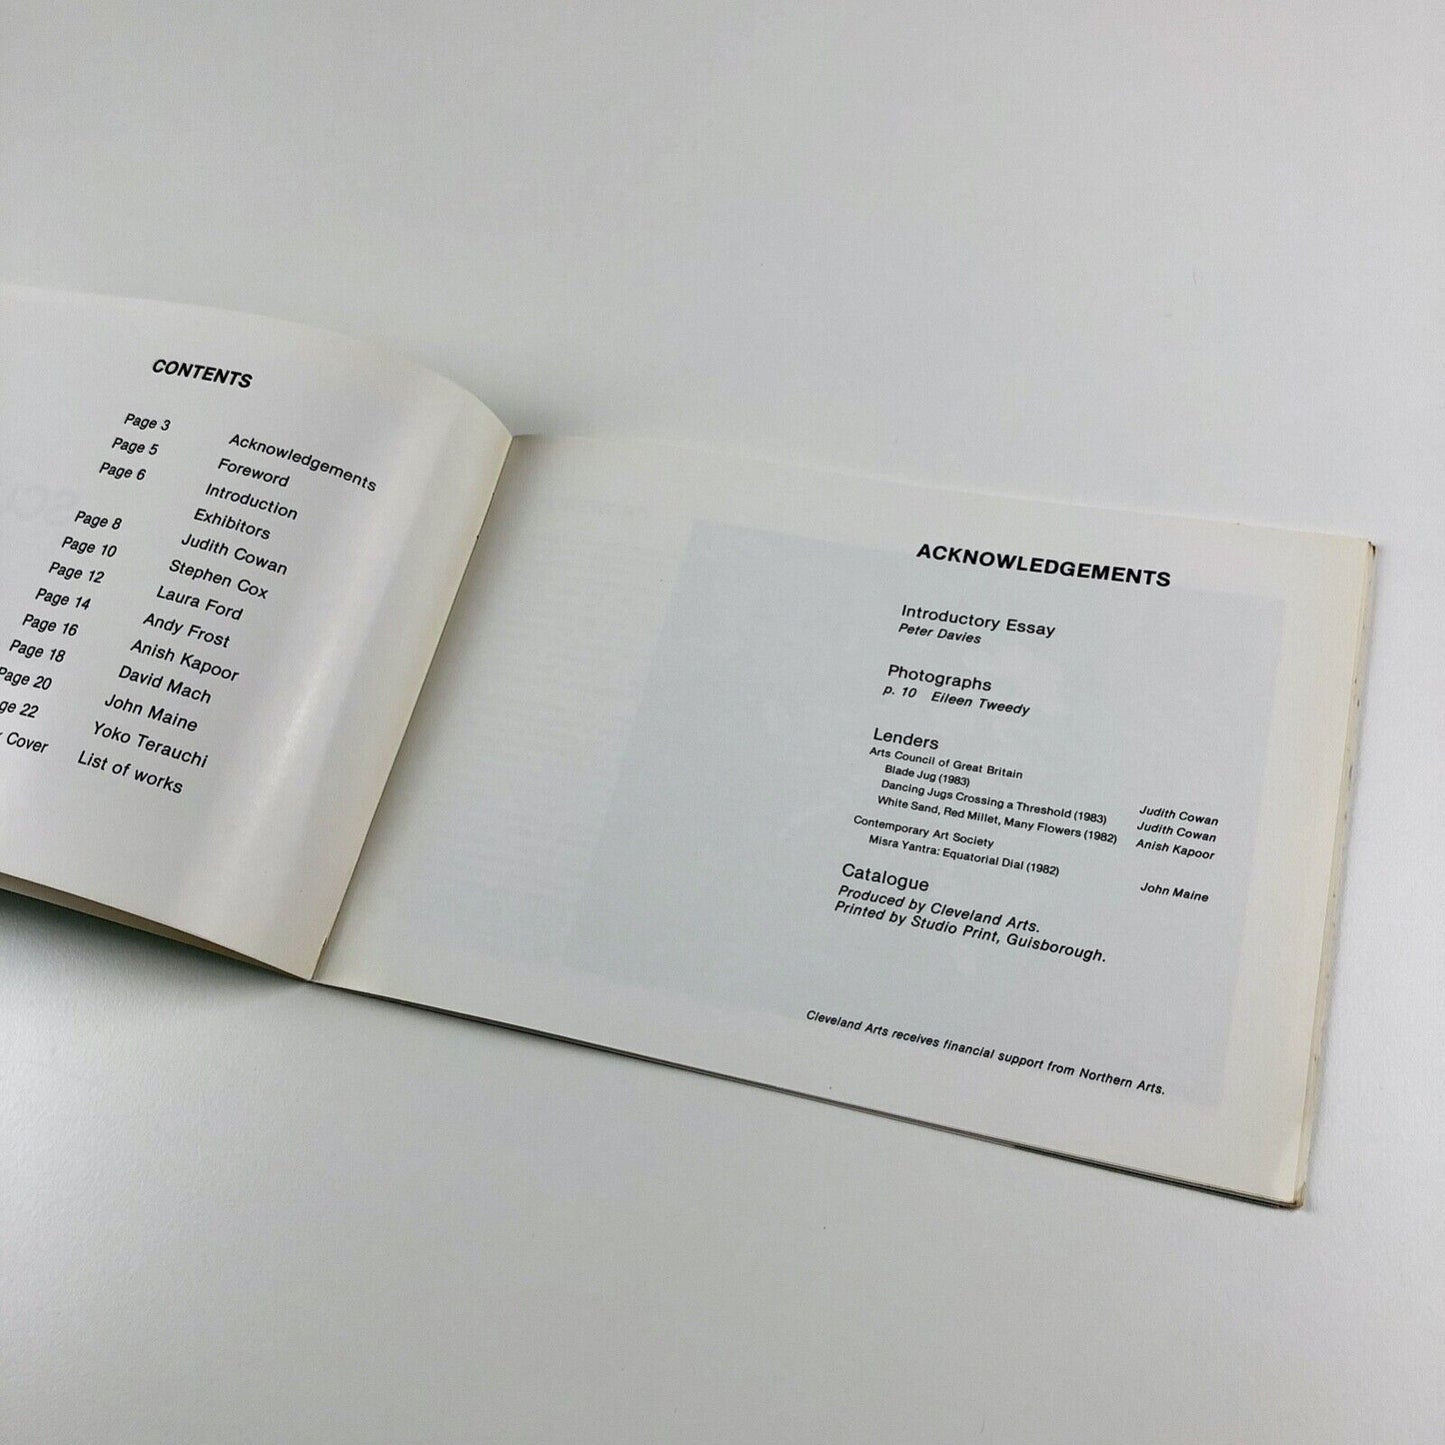 CONTENTS
Page 3 Acknowledgements
Page 5 Foreword
Page 6 Introduction
Exhibitors
Page 8 Judith Cowan
Page 10 Stephen Cox
Page 12 Laura Ford
Page 14 Andy Frost
Page 16 Anish Kapoor
Page 18 David Mach
Page 20 John Maine
ge 22 Yoko Terauchi
Cover List of works
ACKNOWLEDGEMENTS
Introductory Essay
Peter Davies
Photographs
p. 10 Eileen Tweedy
Lenders
Arts Council of Great Britain
Blade Jug (1983) Judith Cowan
Dancing Jugs Crossing a Threshold (1983) Judith Cowan
White Sand, Red Millet, Many Flowers (1982) Anish Kapoor
Contemporary Art Society
Misra Yantra: Equatorial Dial (1982) John Maine
Catalogue
Produced by Cleveland Arts.
Printed by Studio Print, Guisborough.
Cleveland Arts receives financial support from Northern Arts.